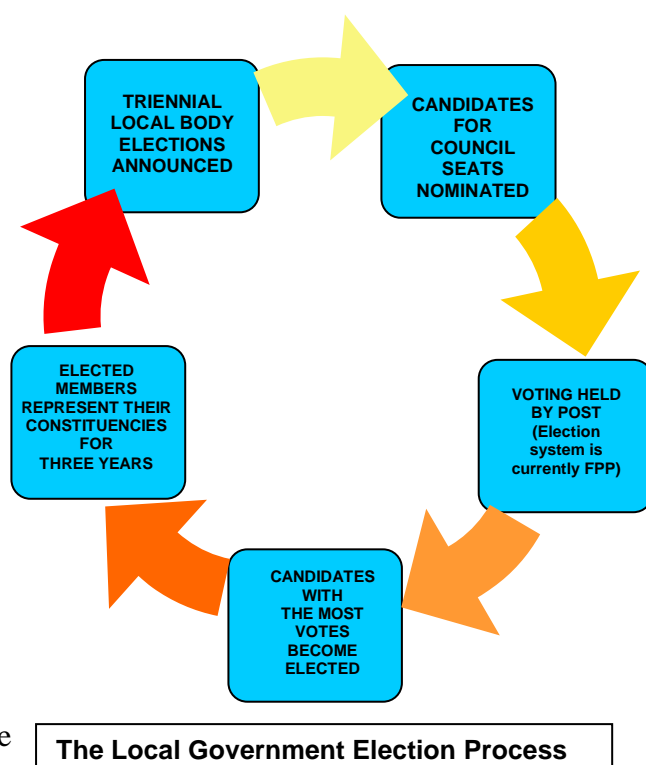 TRIENNIAL
LOCAL BODY
ELECTIONS
ANNOUNCED
CANDIDATES
FOR
COUNCIL
SEATS
NOMINATED
VOTING HELD
BY POST
(Election
system is
currently FPP)
CANDIDATES
WITH
THE MOST
VOTES
BECOME
ELECTED
ELECTED
MEMBERS
REPRESENT THEIR
CONSTITUENCIES
FOR
THREE YEARS
e
The Local Government Election Process